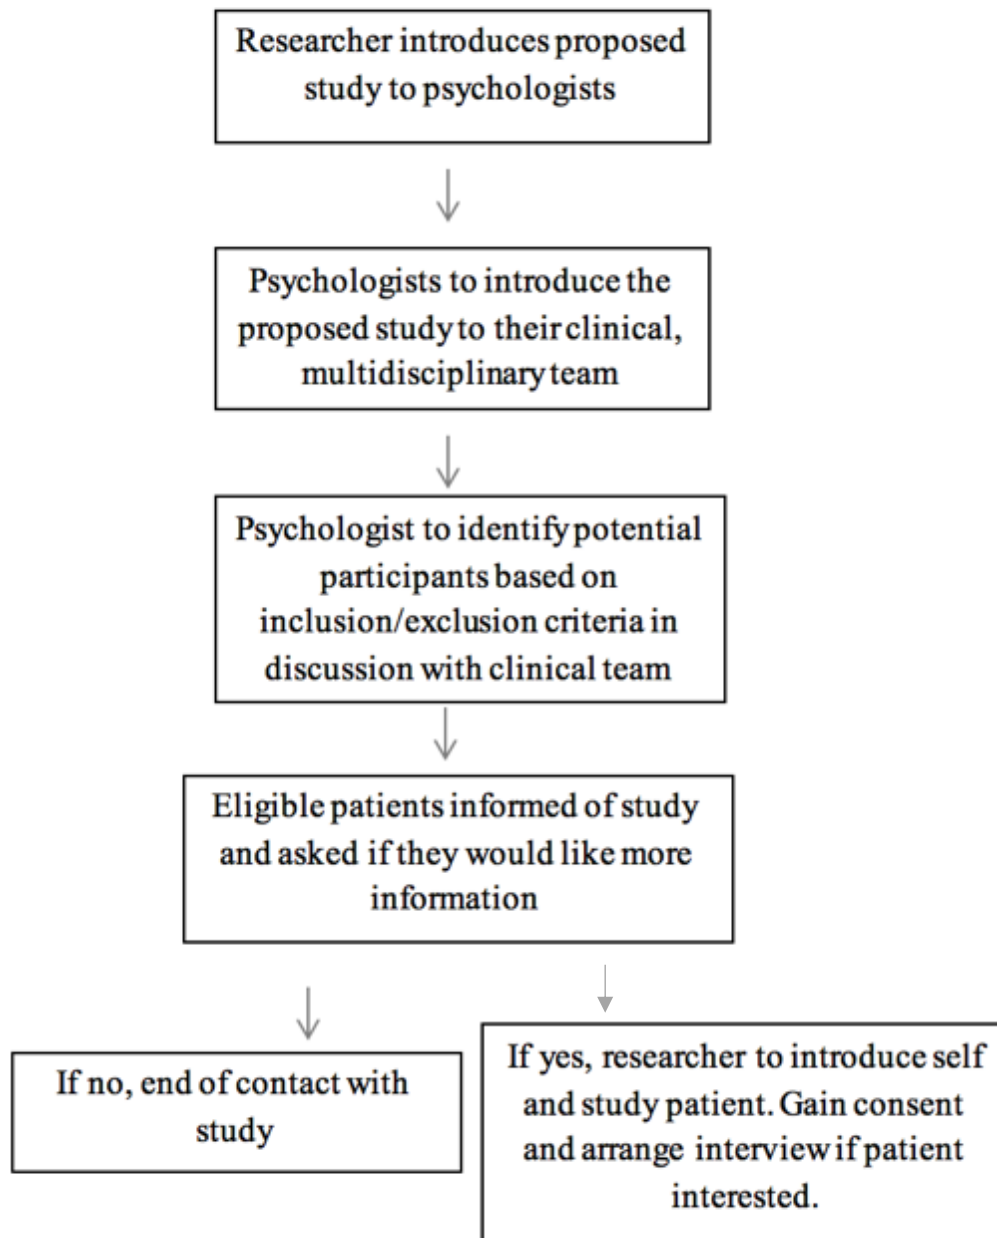 Researcher introduces proposed
study to psychologists
Psychologists to introduce the
proposed study to their clinical,
multidisciplinary team
Psychologist to identify potential
participants based on
inclusion/exclusion criteria in
discussion with clinical team
Eligible patients informed of study
and asked if they would like more
information
If no, end of contact with
study
If yes, researcher to introduce self
and study patient. Gain consent
and arrange interview if patient
interested.